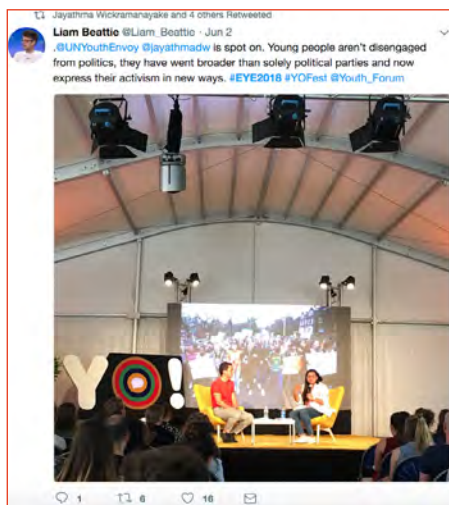 Jayathma Wickramanayake and 4 others Retweeted
Liam Beattie @Liam_Beattie · Jun 2
.@UNYouthEnvoy @jayathmadw is spot on. Young people aren't disengaged
from politics, they have went broader than solely political parties and now
express their activism in new ways. #EYE2018 #YOFest @Youth_Forum
YO!
1 6 16